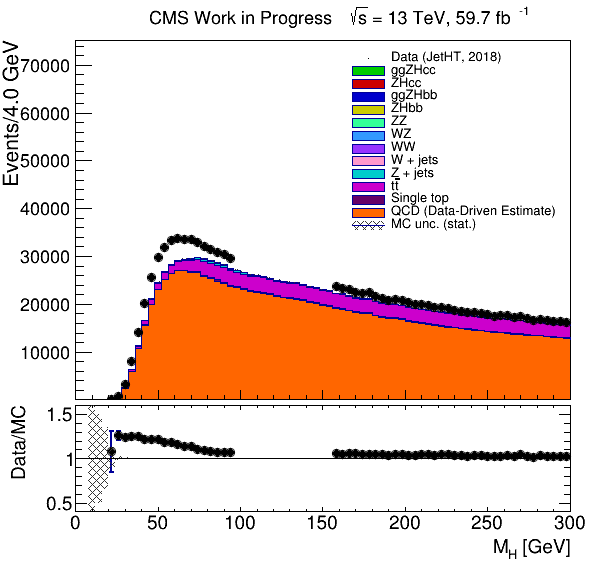 CMS Work in Progress √s = 13 TeV, 59.7 fb⁻¹
Events/4.0 GeV
70000
60000
50000
40000
30000
20000
10000
Data (JetHT, 2018)
ggZHcc
ZHcc
ggZHbb
ZHbb
ZZ
WZ
WW
W + jets
Z + jets
tt̅
Single top
QCD (Data-Driven Estimate)
MC unc. (stat.)
Data/MC
1.5
1
0.5
0 50 100 150 200 250 300
M_H [GeV]